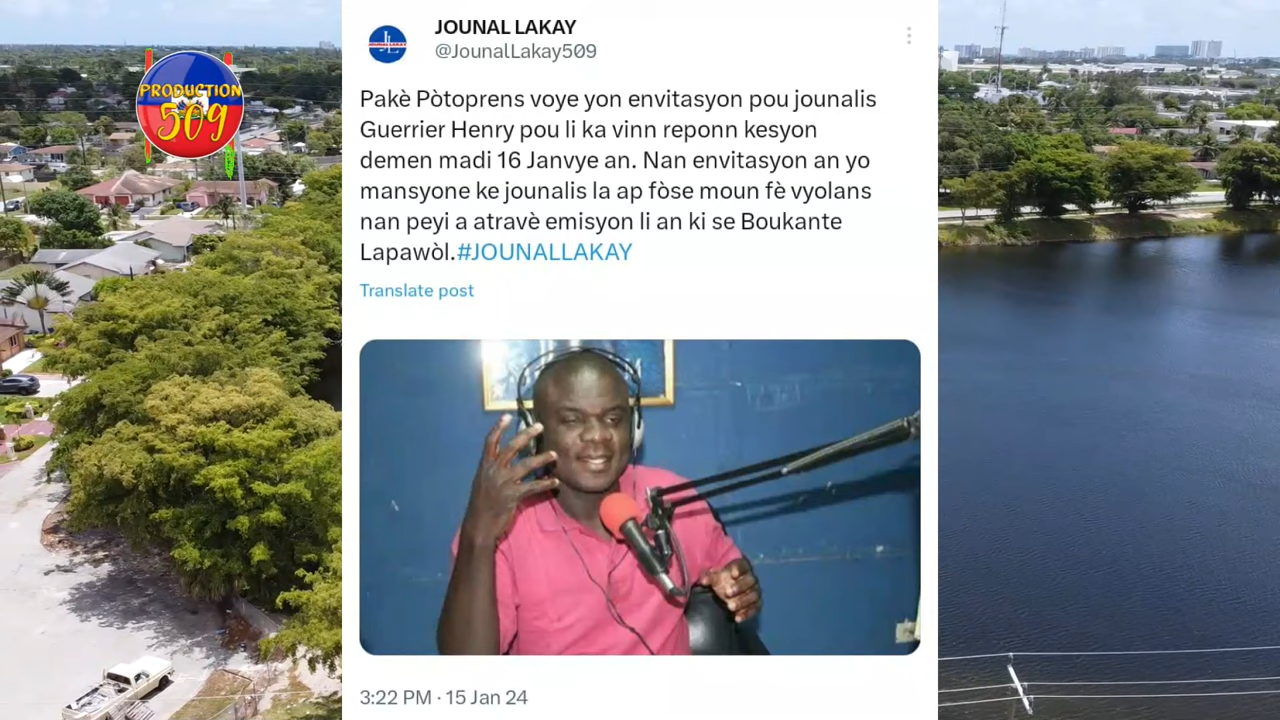 JOUNAL LAKAY
@JounalLakay509
PRODUCTION
509
Pakè Pòtoprens voye yon envitasyon pou jounalis
Guerrier Henry pou li ka vinn reponn kesyon
demen madi 16 Janvye an. Nan envitasyon an yo
mansyone ke jounalis la ap fòse moun fè vyolans
nan peyi a atravè emisyon li an ki se Boukante
Lapawòl.#JOUNALLAKAY
Translate post
3:22 PM · 15 Jan 24